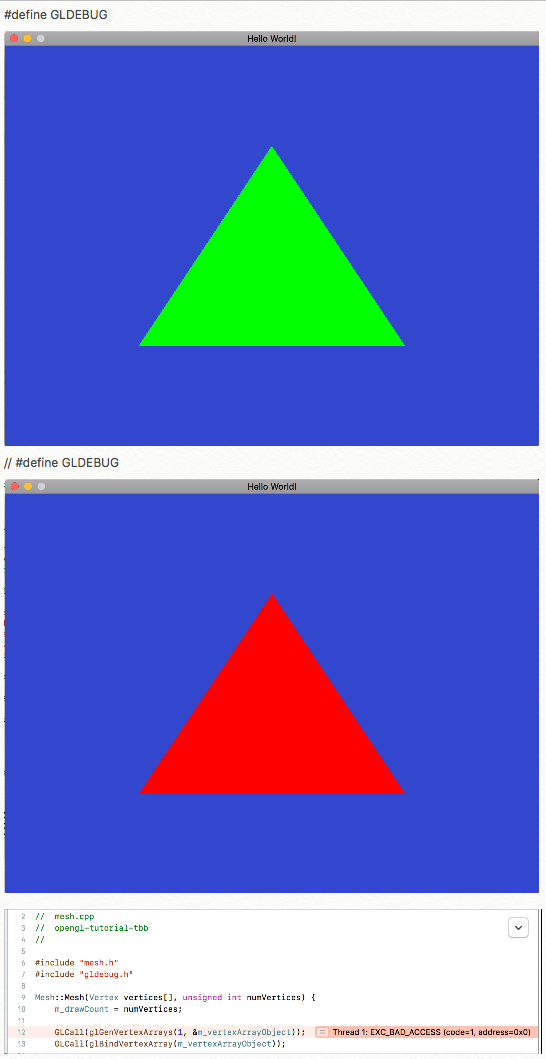 #define GLDEBUG
Hello World!
// #define GLDEBUG
Hello World!
2 // mesh.cpp
3 // opengl-tutorial-tbb
4 //
5
6 #include "mesh.h"
7 #include "gldebug.h"
8
9 Mesh::Mesh(Vertex vertices[], unsigned int numVertices) {
10 m_drawCount = numVertices;
11
12 GLCall(glGenVertexArrays(1, &m_vertexArrayObject)); Thread 1: EXC_BAD_ACCESS (code=1, address=0x0)
13 GLCall(glBindVertexArray(m_vertexArrayObject));